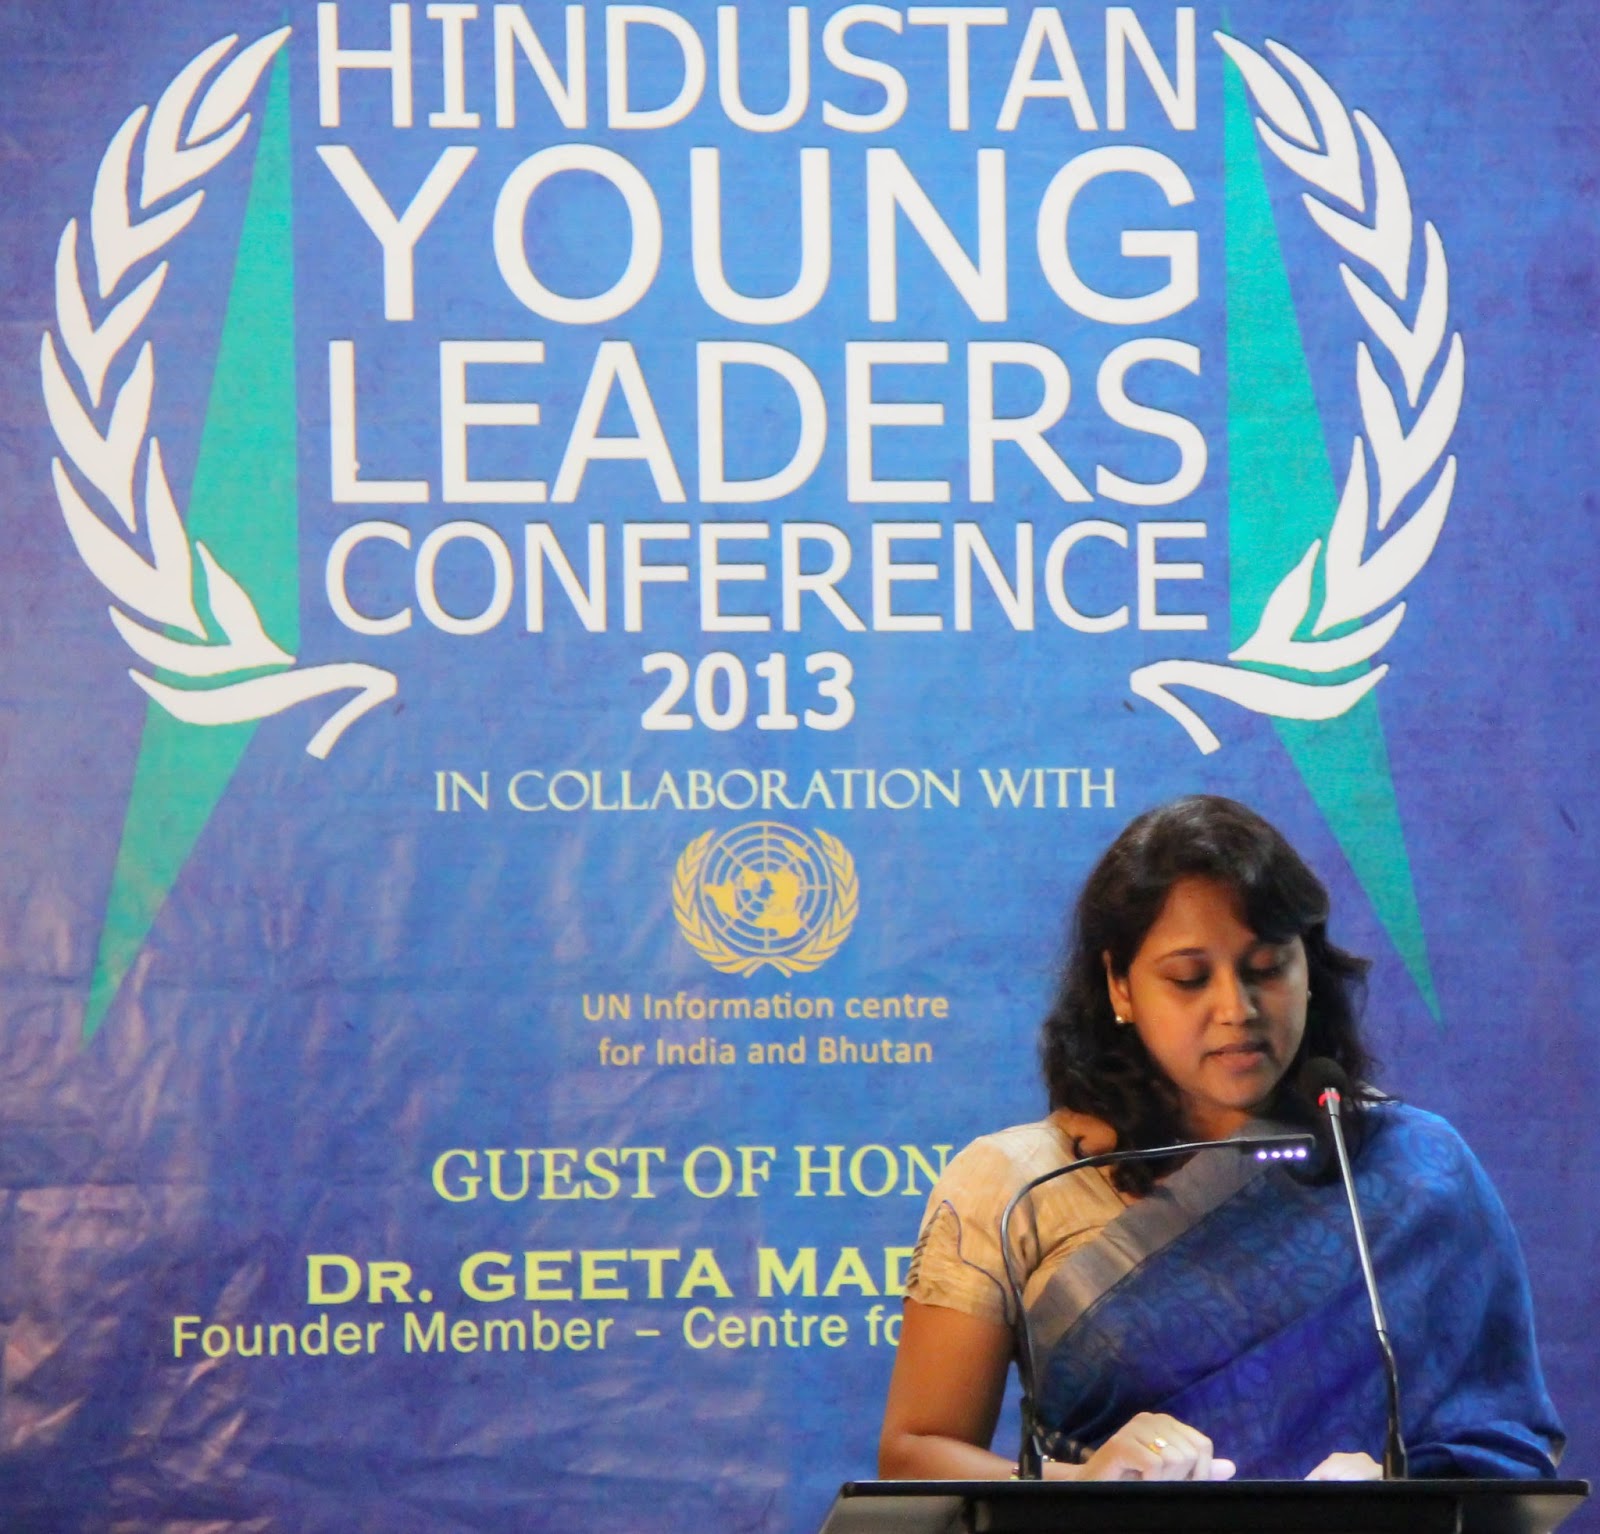 HINDUSTAN
YOUNG
LEADERS
CONFERENCE
2013
IN COLLABORATION WITH
UN Information centre
for India and Bhutan
GUEST OF HON
DR. GEETA MAD
Founder Member – Centre fo